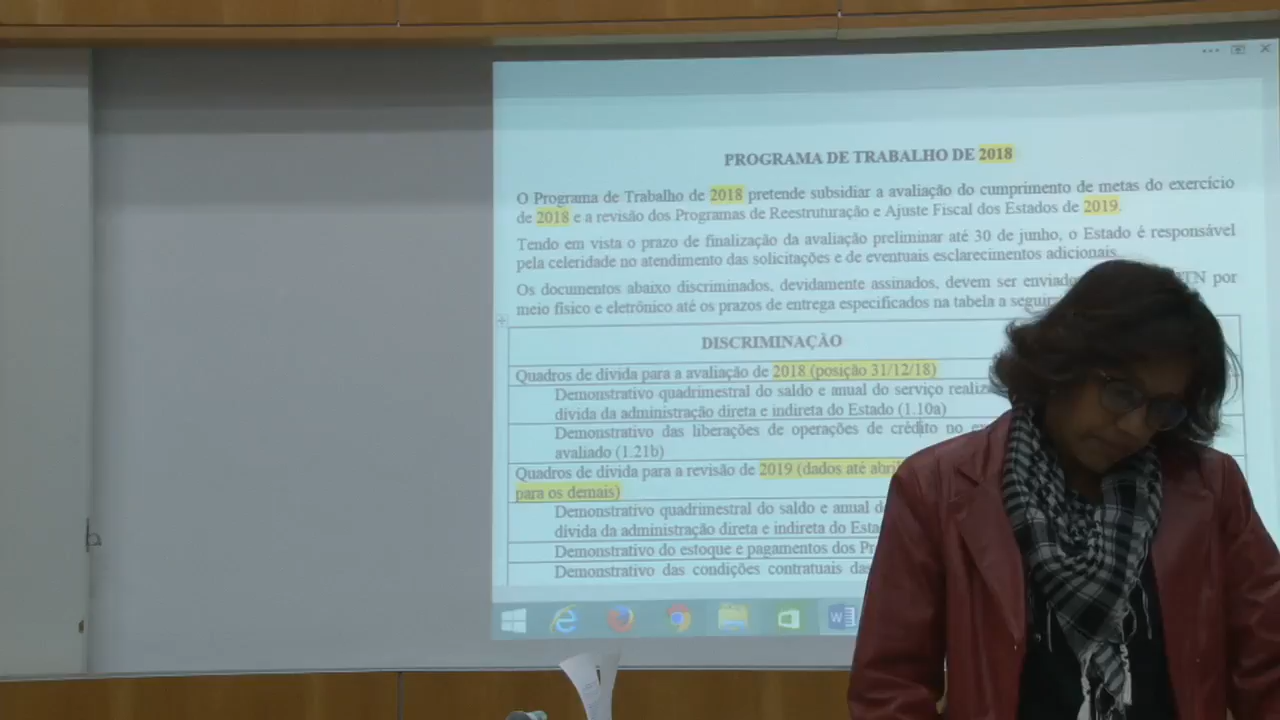 PROGRAMA DE TRABALHO DE 2018
O Programa de Trabalho de 2018 pretende subsidiar a avaliação do cumprimento de metas do exercício
de 2018 e a revisão dos Programas de Reestruturação e Ajuste Fiscal dos Estados de 2019.
Tendo em vista o prazo de finalização da avaliação preliminar até 30 de junho, o Estado é responsável
pela celeridade no atendimento das solicitações e de eventuais esclarecimentos adicionais.
Os documentos abaixo discriminados, devidamente assinados, devem ser por
meio físico e eletrônico até os prazos de entrega especificados na tabela a
DISCRIMINAÇÃO
Quadros de dívida para a avaliação de 2018 (posição 31/12/18)
Demonstrativo quadrimestral do saldo e anual do serviço
dívida da administração direta e indireta do Estado (1.10a)
Demonstrativo das liberações de operações de crédito no
avaliado (1.21b)
Quadros de dívida para a revisão de 2019 (dados até
para os demais)
Demonstrativo quadrimestral do saldo e anual
dívida da administração direta e indireta do
Demonstrativo do estoque e pagamentos dos
Demonstrativo das condições contratuais